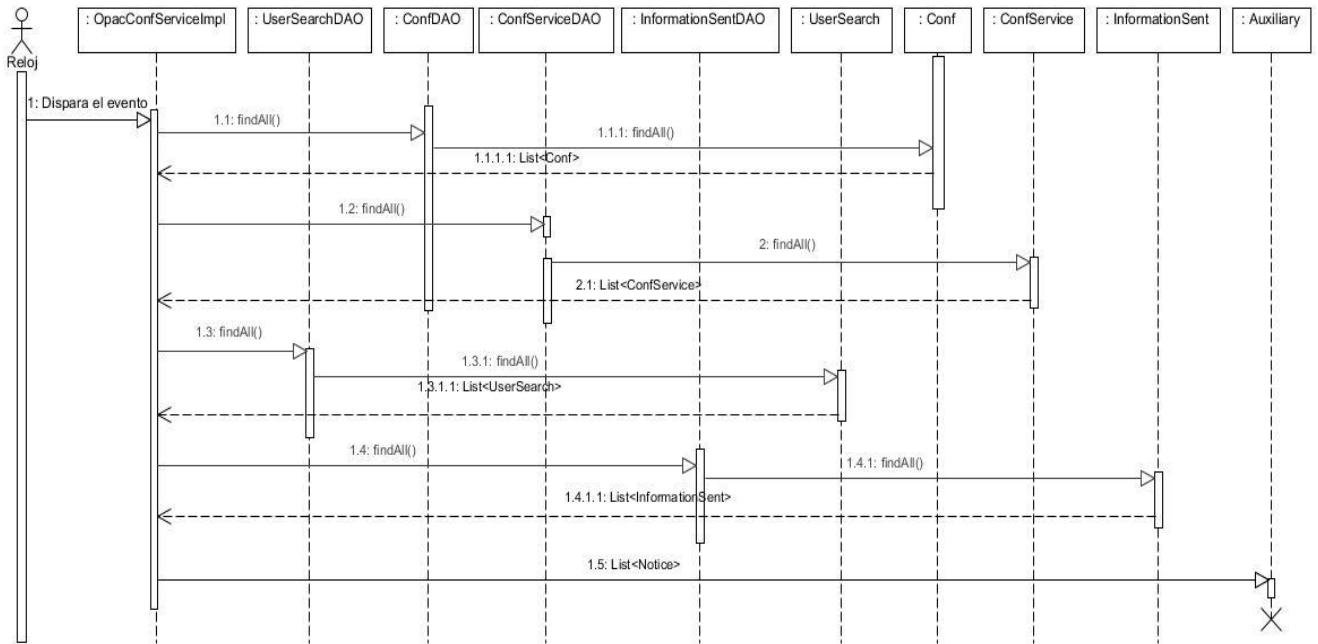 : OpacConfServiceImpl
: UserSearchDAO
: ConfDAO
: ConfServiceDAO
: InformationSentDAO
: UserSearch
: Conf
: ConfService
: InformationSent
: Auxiliary
Reloj
1: Dispara el evento
1.1: findAll()
1.1.1: findAll()
1.1.1.1: List<Conf>
1.2: findAll()
2: findAll()
2.1: List<ConfService>
1.3: findAll()
1.3.1: findAll()
1.3.1.1: List<UserSearch>
1.4: findAll()
1.4.1: findAll()
1.4.1.1: List<InformationSent>
1.5: List<Notice>